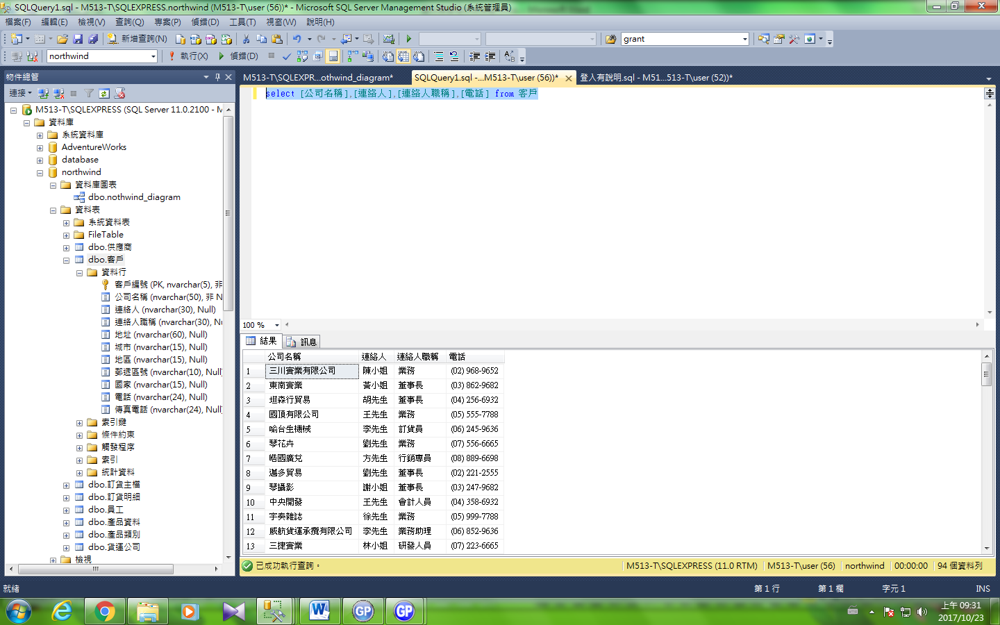 SQLQuery1.sql - M513-T\SQLEXPRESS.northwind (M513-T\user (56))* - Microsoft SQL Server Management Studio (系統管理員)
檔案(F) 編輯(E) 檢視(V) 查詢(Q) 專案(P) 偵錯(D) 工具(T) 視窗(W) 說明(H)
新增查詢(N) grant
northwind 執行(X) 偵錯(D)
物件總管
連接
M513-T\SQLEXPRESS (SQL Server 11.0.2100 - M
資料庫
系統資料庫
AdventureWorks
database
northwind
資料庫圖表
dbo.nothwind_diagram
資料表
系統資料表
FileTable
dbo.供應商
dbo.客戶
資料行
客戶編號 (PK, nvarchar(5), 非
公司名稱 (nvarchar(50), 非 N
連絡人 (nvarchar(30), Null)
連絡人職稱 (nvarchar(30), Nu
地址 (nvarchar(60), Null)
城市 (nvarchar(15), Null)
地區 (nvarchar(15), Null)
郵遞區號 (nvarchar(10), Null
國家 (nvarchar(15), Null)
電話 (nvarchar(24), Null)
傳真電話 (nvarchar(24), Null
索引鍵
條件約束
觸發程序
索引
統計資料
dbo.訂貨主檔
dbo.訂貨明細
dbo.員工
dbo.產品資料
dbo.產品類別
dbo.貨運公司
檢視
M513-T\SQLEXPR...othwind_diagram* SQLQuery1.sql -...M513-T\user (56))* 登入有說明.sql - M51...513-T\user (52))*
select [公司名稱],[連絡人],[連絡人職稱],[電話] from 客戶
100 %
結果 訊息
公司名稱 連絡人 連絡人職稱 電話
1 三川實業有限公司 陳小姐 業務 (02) 968-9652
2 東南實業 黃小姐 董事長 (03) 862-9682
3 坦森行貿易 胡先生 董事長 (04) 256-6932
4 國頂有限公司 王先生 業務 (05) 555-7788
5 喻台生機械 李先生 訂貨員 (06) 245-9636
6 琴花卉 劉先生 業務 (07) 556-6665
7 皓國廣兌 方先生 行銷專員 (08) 889-6698
8 邁多貿易 劉先生 董事長 (02) 221-2555
9 琴攝影 謝小姐 董事長 (03) 247-9682
10 中央開發 王先生 會計人員 (04) 358-6932
11 宇奏雜誌 徐先生 業務 (05) 999-7788
12 威航貨運承攬有限公司 李先生 業務助理 (06) 852-9636
13 三捷實業 林小姐 研發人員 (07) 223-6665
已成功執行查詢。 M513-T\SQLEXPRESS (11.0 RTM) M513-T\user (56) northwind 00:00:00 94 個資料列
就緒 第 1 行 第 1 欄 字元 1 INS
W GP GP
上午 09:31
2017/10/23